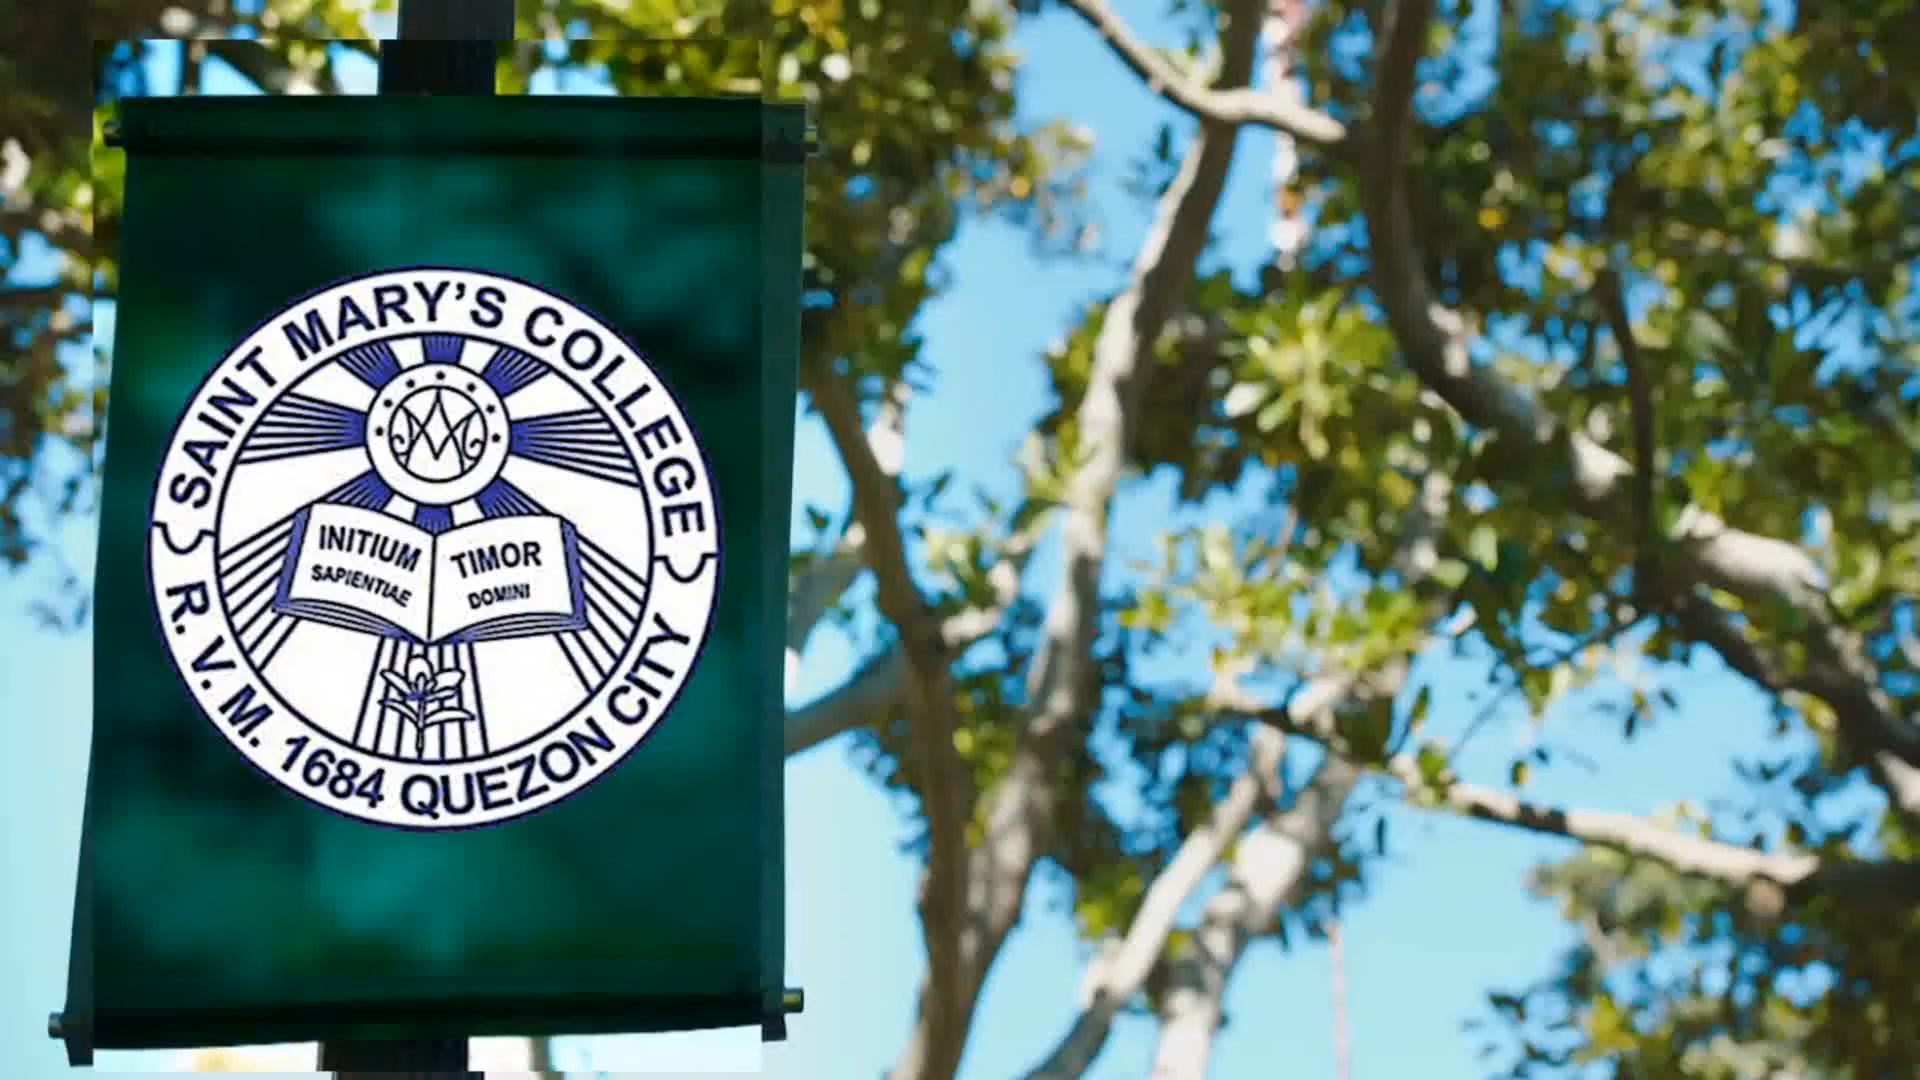 SAINT MARY'S COLLEGE
INITIUM
SAPIENTIAE
TIMOR
DOMINI
R. V. M. 1684 QUEZON CITY